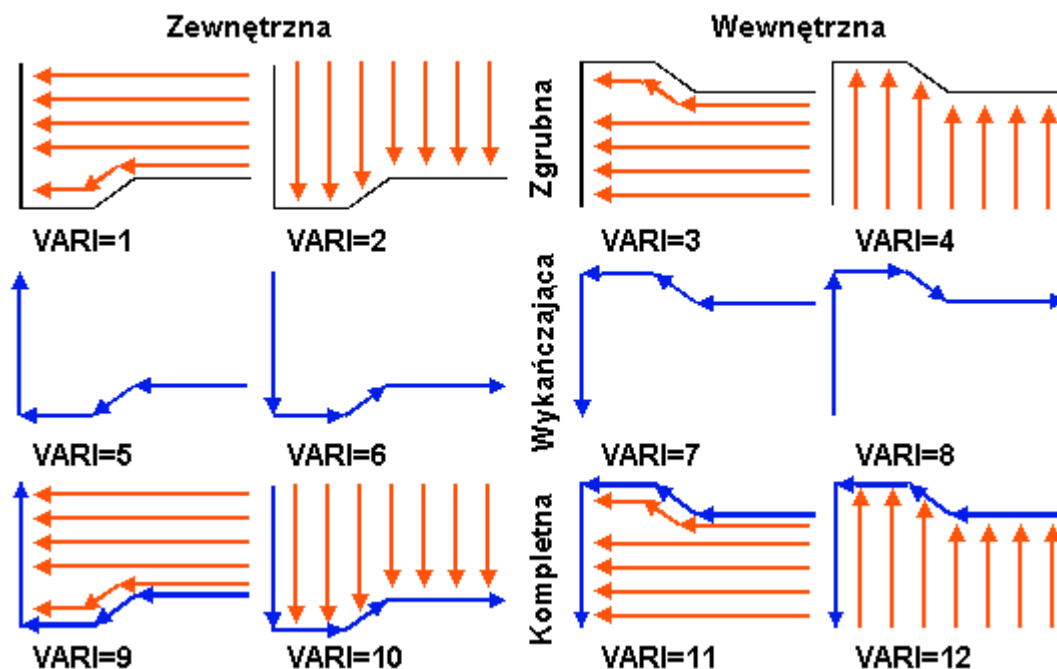 Zewnętrzna
Wewnętrzna
Zgrubna
VARI=1
VARI=2
VARI=3
VARI=4
Wykańczająca
VARI=5
VARI=6
VARI=7
VARI=8
Kompletna
VARI=9
VARI=10
VARI=11
VARI=12